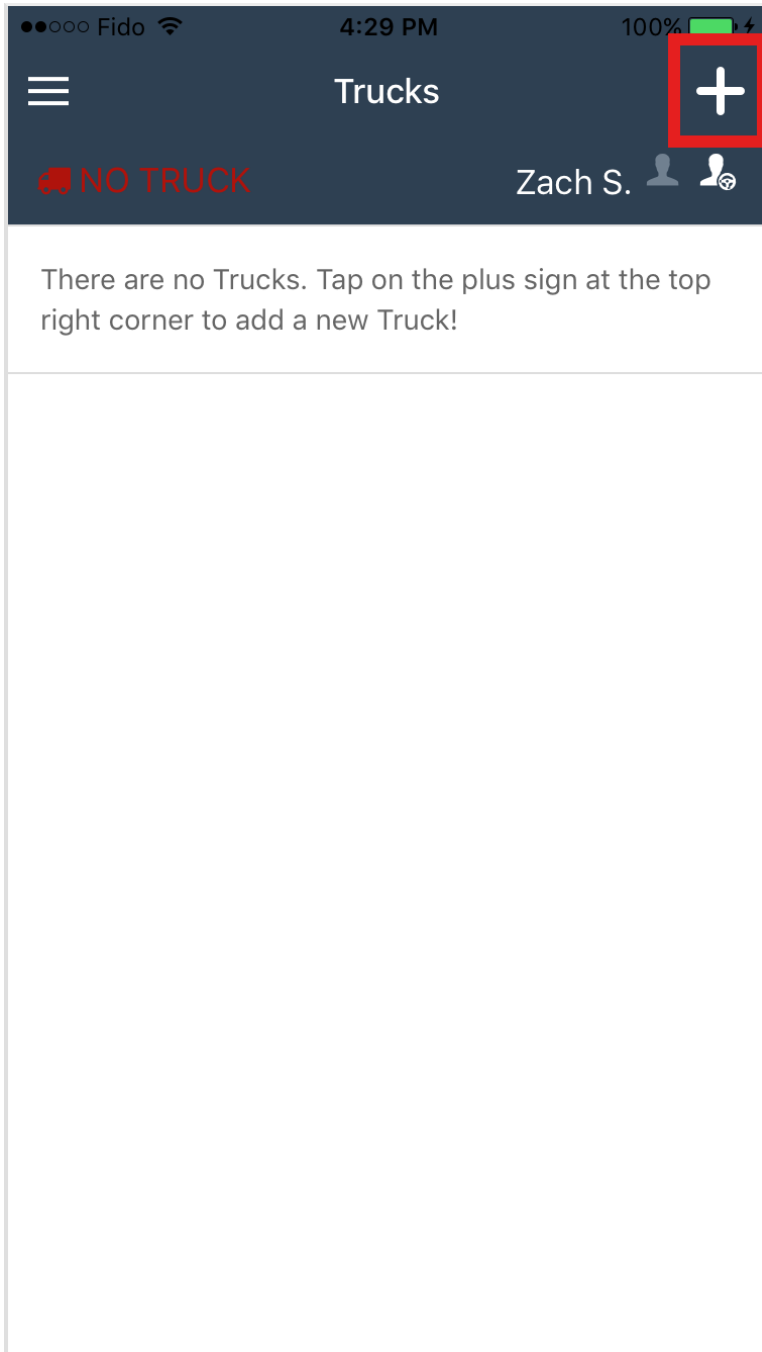 Fido 4:29 PM 100%
Trucks
NO TRUCK Zach S.
There are no Trucks. Tap on the plus sign at the top
right corner to add a new Truck!